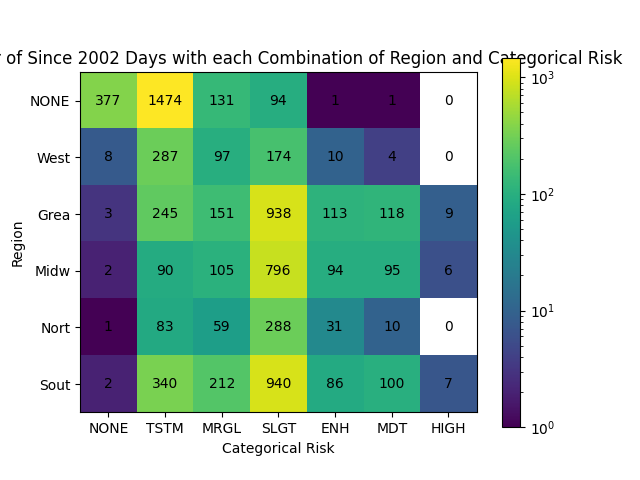 of Since 2002 Days with each Combination of Region and Categorical Risk
NONE 377 1474 131 94 1 1 0
West 8 287 97 174 10 4 0
Grea 3 245 151 938 113 118 9
Midw 2 90 105 796 94 95 6
Nort 1 83 59 288 31 10 0
Sout 2 340 212 940 86 100 7
NONE TSTM MRGL SLGT ENH MDT HIGH
Categorical Risk
Region
10³
10²
10¹
10⁰